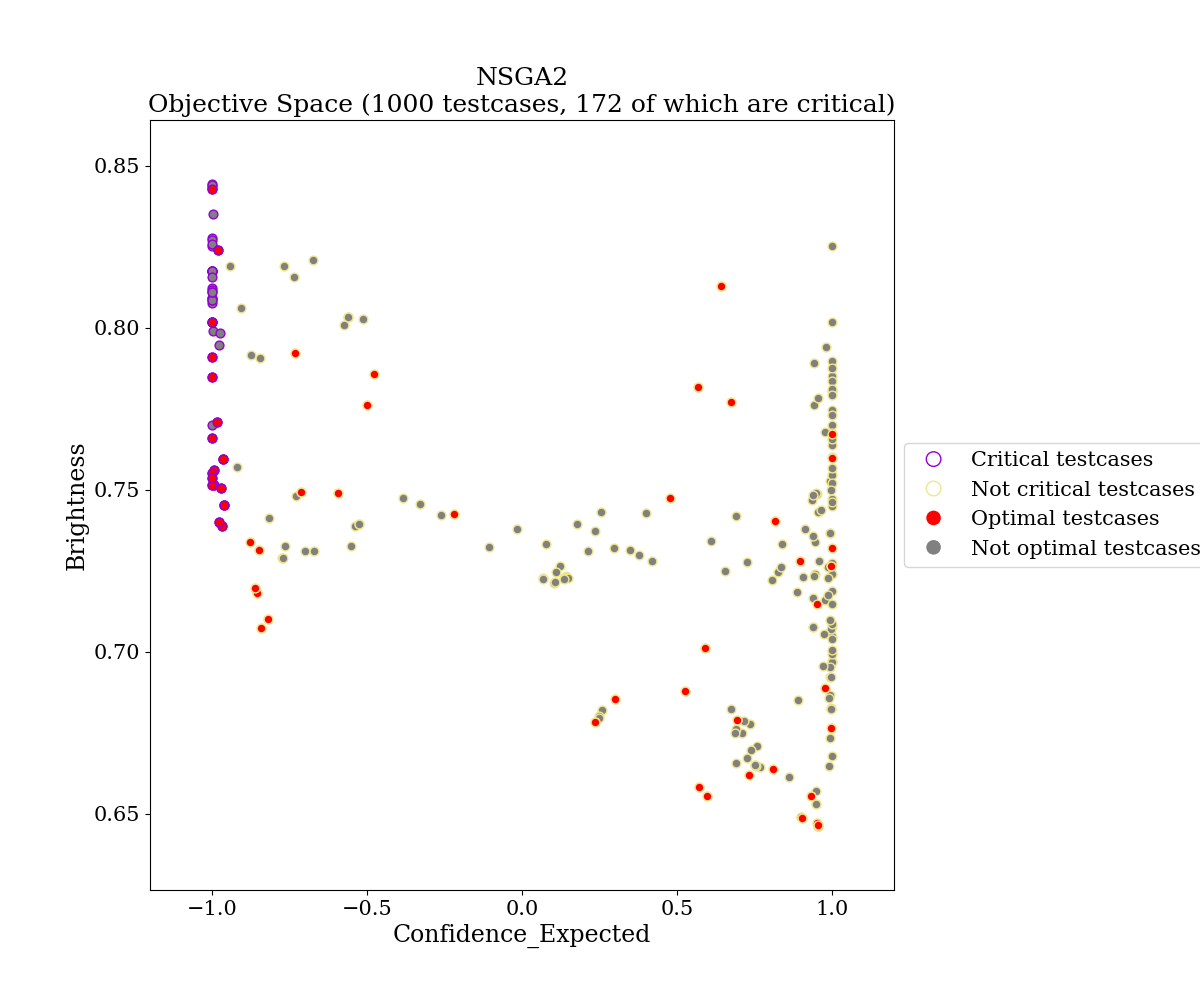 NSGA2
Objective Space (1000 testcases, 172 of which are critical)
0.85
0.80
0.75
0.70
0.65
Brightness
−1.0
−0.5
0.0
0.5
1.0
Confidence_Expected
Critical testcases
Not critical testcases
Optimal testcases
Not optimal testcases